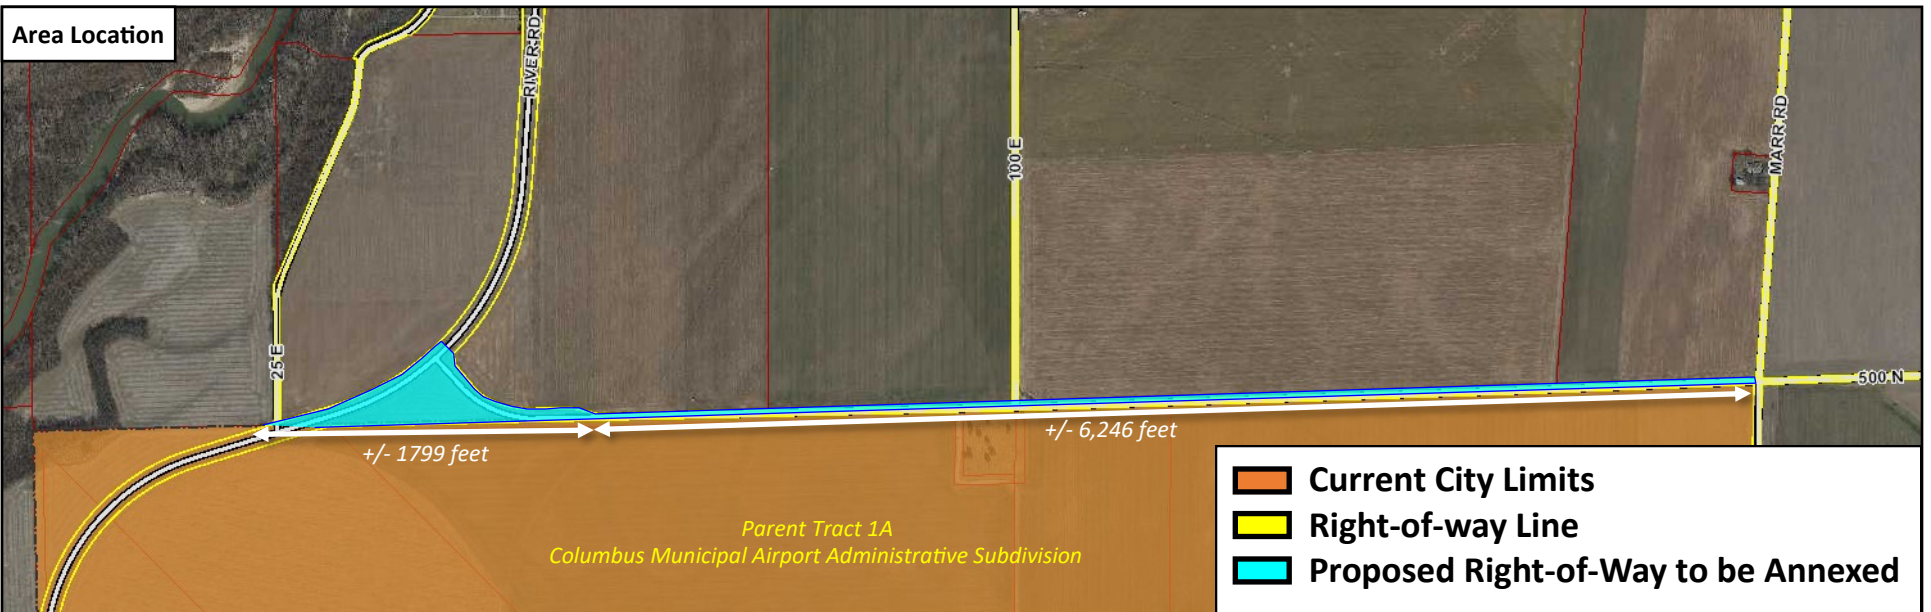 Area Location
RIVER RD
100 E
MARR RD
25 E
500 N
+/- 1799 feet
+/- 6,246 feet
Parent Tract 1A
Columbus Municipal Airport Administrative Subdivision
Current City Limits
Right-of-way Line
Proposed Right-of-Way to be Annexed